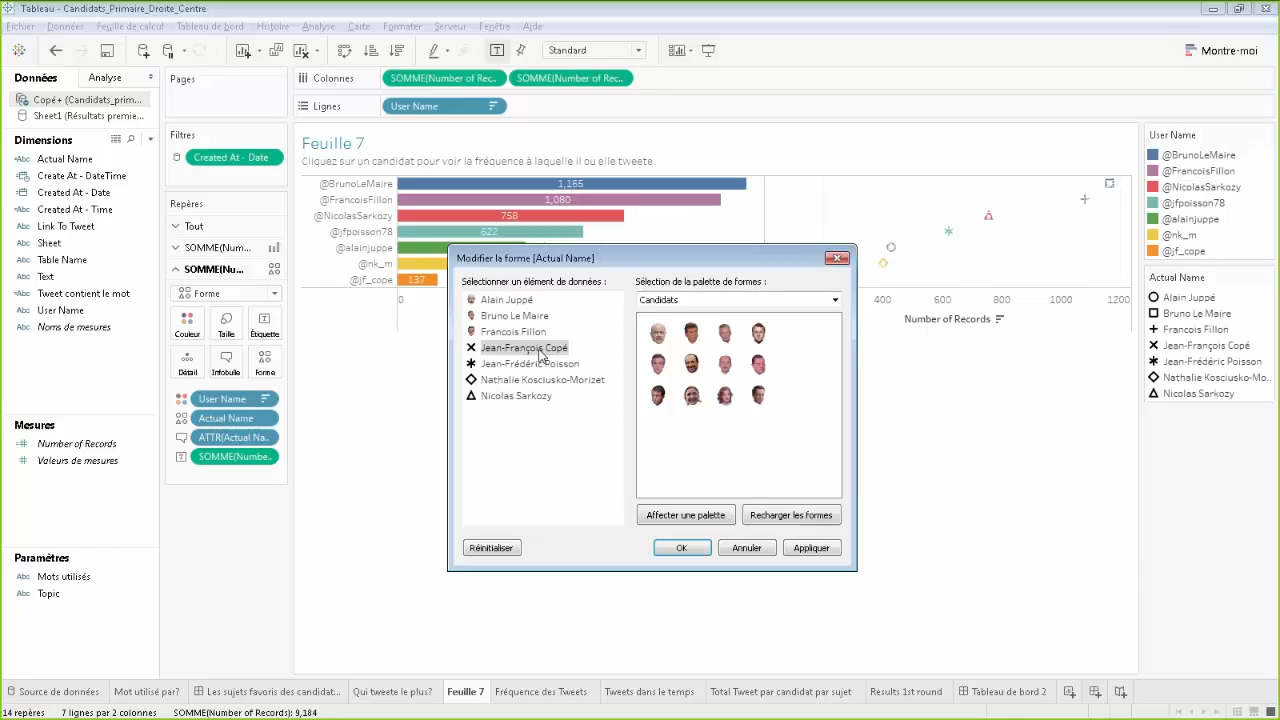 Tableau - Candidats_Primaire_Droite_Centre
Fichier Données Feuille de calcul Tableau de bord Histoire Analyse Carte Formater Serveur Fenêtre Aide
Standard
Montre-moi
Données Analyse
Copé+ (Candidats_prim...
Sheet1 (Résultats premie...
Dimensions
Abc Actual Name
Create At - DateTime
Created At - Date
Abc Created At - Time
Abc Link To Tweet
Abc Sheet
Abc Table Name
Abc Text
Abc Tweet contient le mot
Abc User Name
Abc Noms de mesures
Mesures
Number of Records
Valeurs de mesures
Paramètres
Abc Mots utilisés
Abc Topic
Pages
Filtres
Created At - Date
Repères
Tout
SOMME(Num...
SOMME(Nu...
Forme
Couleur Taille Étiquette
Détail Infobulle Forme
User Name
Actual Name
ATTR(Actual Na..
SOMME(Numbe..
Colonnes SOMME(Number of Rec.. SOMME(Number of Rec..
Lignes User Name
Feuille 7
Cliquez sur un candidat pour voir la fréquence à laquelle il ou elle tweete.
@BrunoLeMaire 1,165
@FrancoisFillon 1,080
@NicolasSarkozy 758
@jfpoisson78 622
@alainjuppe
@nk_m
@jf_cope 137
0
400 600 800 1000 1200
Number of Records
Modifier la forme [Actual Name]
Sélectionner un élément de données :
Alain Juppé
Bruno Le Maire
Francois Fillon
Jean-François Copé
Jean-Frédéric Poisson
Nathalie Kosciusko-Morizet
Nicolas Sarkozy
Sélection de la palette de formes :
Candidats
Affecter une palette Recharger les formes
Réinitialiser OK Annuler Appliquer
User Name
@BrunoLeMaire
@FrancoisFillon
@NicolasSarkozy
@jfpoisson78
@alainjuppe
@nk_m
@jf_cope
Actual Name
Alain Juppé
Bruno Le Maire
Francois Fillon
Jean-François Copé
Jean-Frédéric Poisson
Nathalie Kosciusko-Mo...
Nicolas Sarkozy
Source de données Mot utilisé par? Les sujets favoris des candidat... Qui tweete le plus? Feuille 7 Fréquence des Tweets Tweets dans le temps Total Tweet par candidat par sujet Results 1st round Tableau de bord 2
14 repères 7 lignes par 2 colonnes SOMME(Number of Records): 9,184